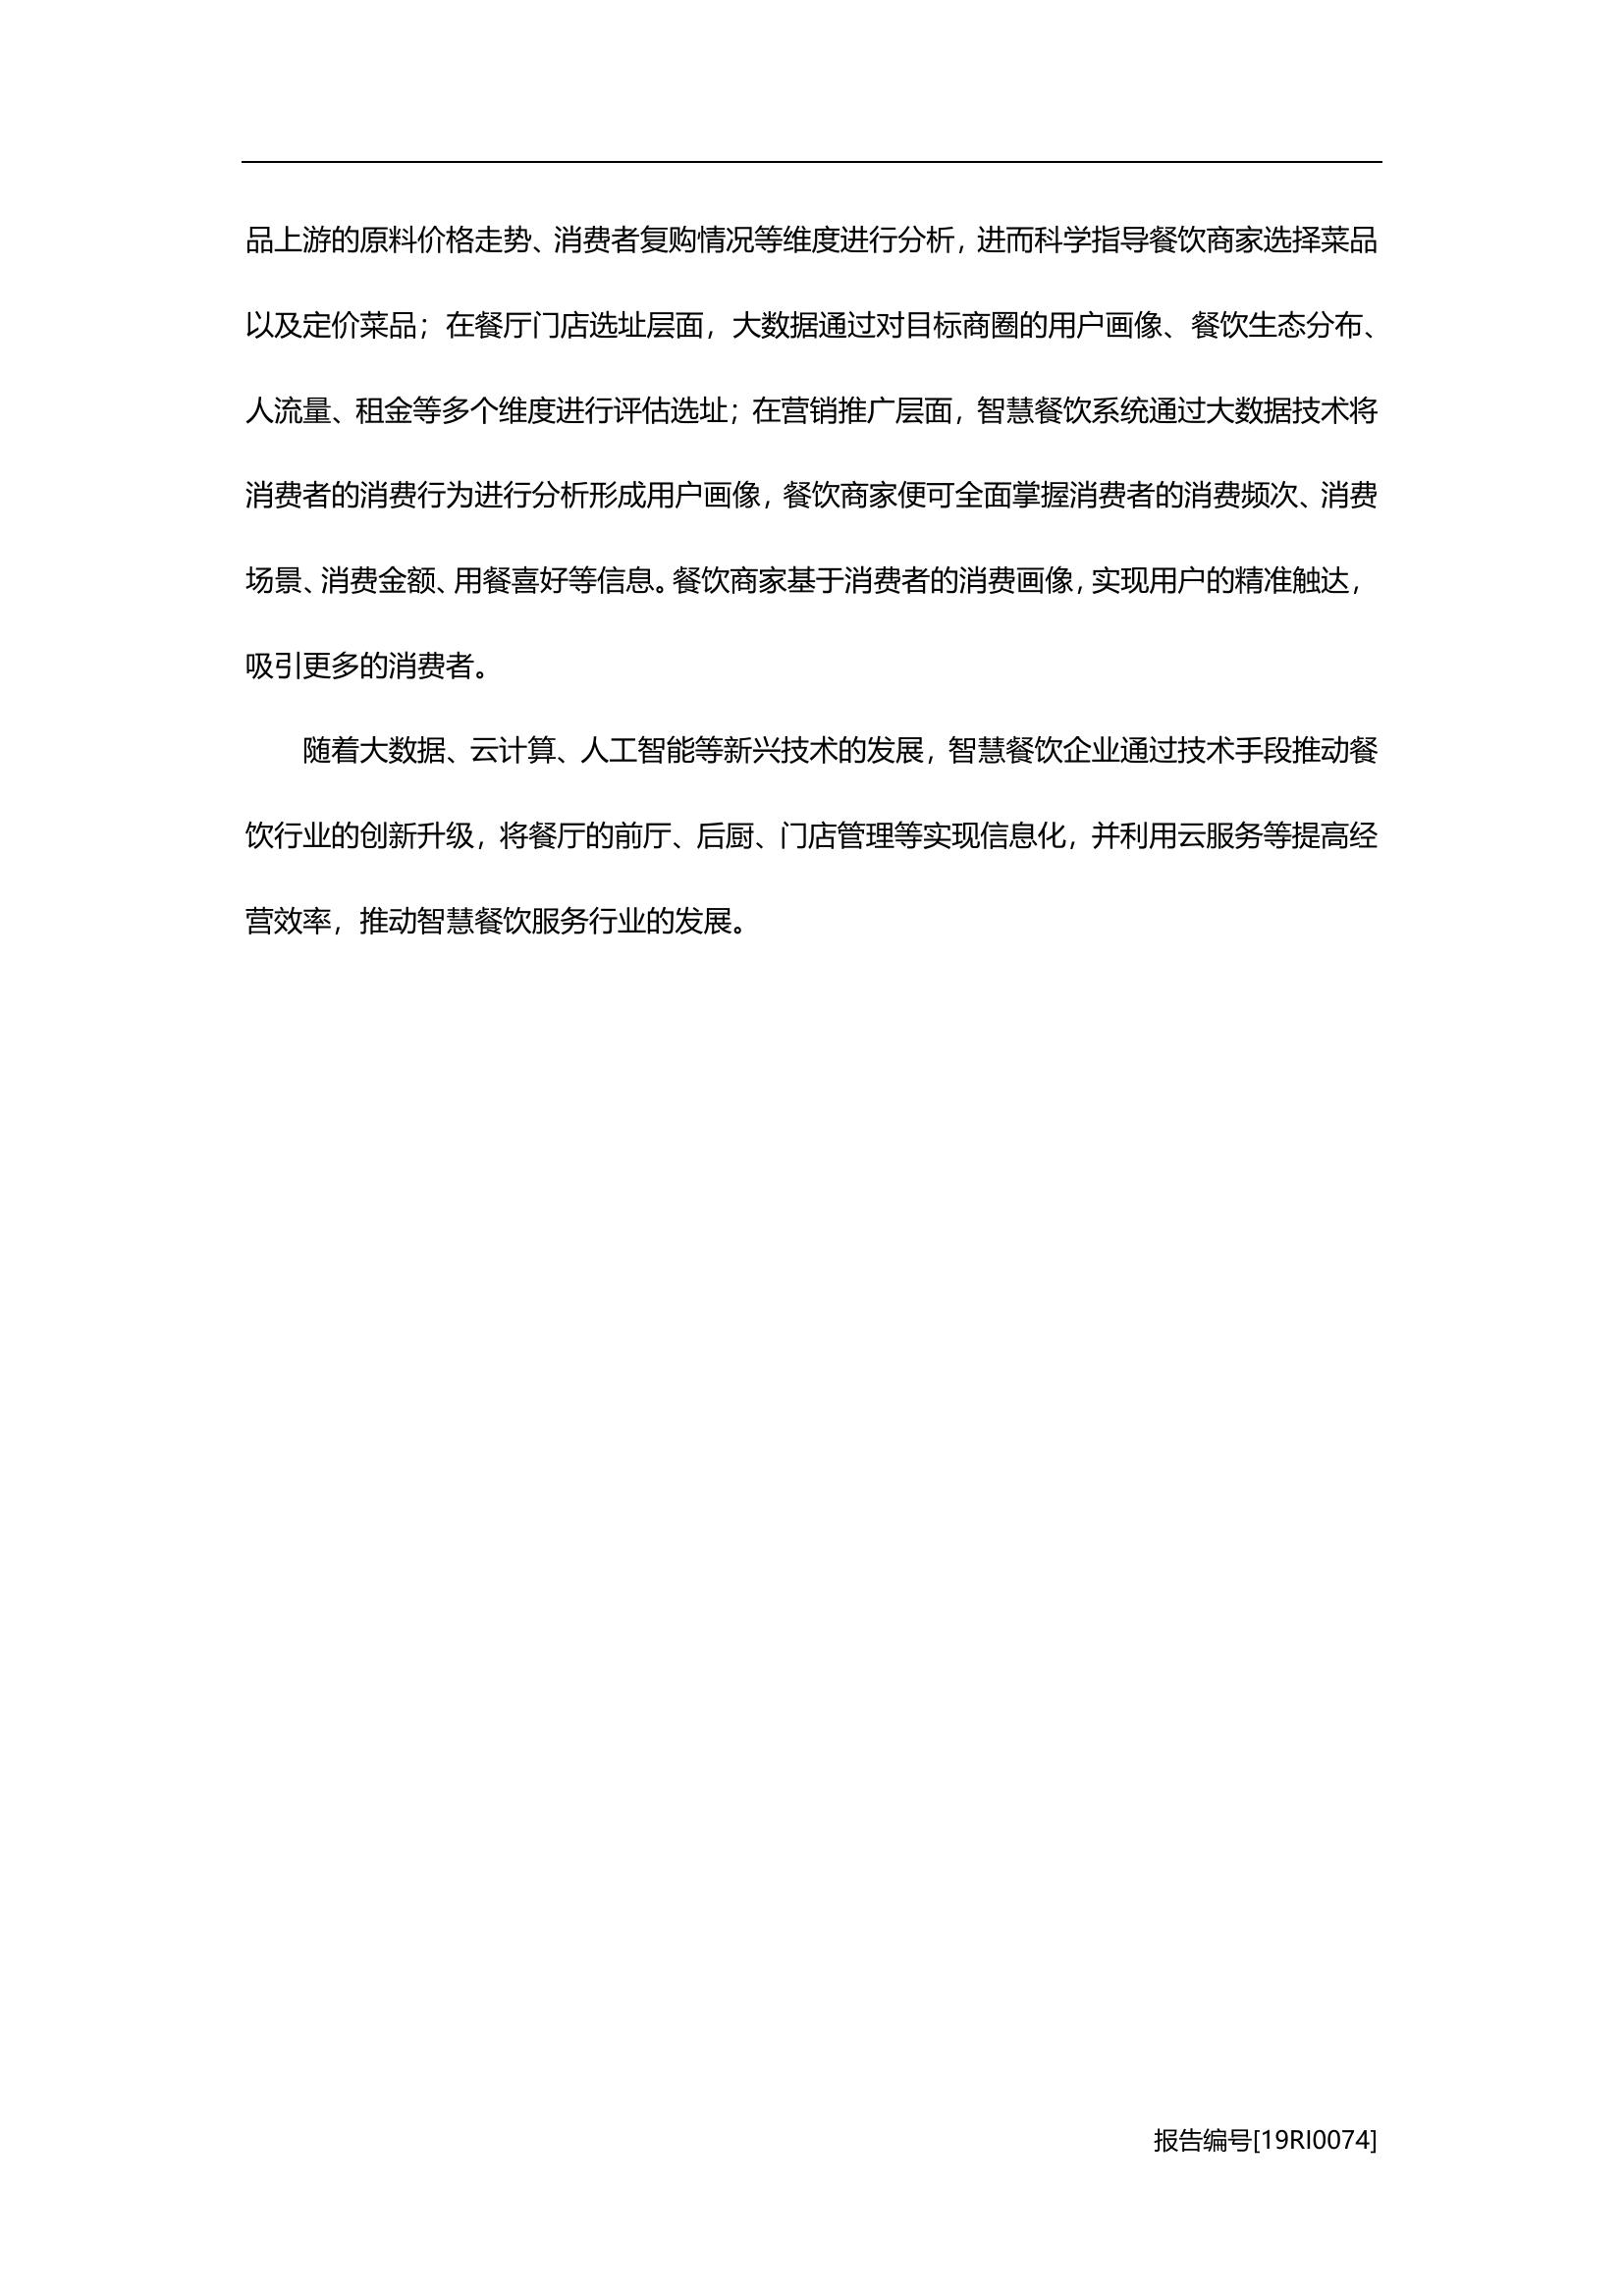 品上游的原料价格走势、消费者复购情况等维度进行分析，进而科学指导餐饮商家选择菜品
以及定价菜品；在餐厅门店选址层面，大数据通过对目标商圈的用户画像、餐饮生态分布、
人流量、租金等多个维度进行评估选址；在营销推广层面，智慧餐饮系统通过大数据技术将
消费者的消费行为进行分析形成用户画像，餐饮商家便可全面掌握消费者的消费频次、消费
场景、消费金额、用餐喜好等信息。餐饮商家基于消费者的消费画像，实现用户的精准触达，
吸引更多的消费者。
随着大数据、云计算、人工智能等新兴技术的发展，智慧餐饮企业通过技术手段推动餐
饮行业的创新升级，将餐厅的前厅、后厨、门店管理等实现信息化，并利用云服务等提高经
营效率，推动智慧餐饮服务行业的发展。
报告编号[19RI0074]